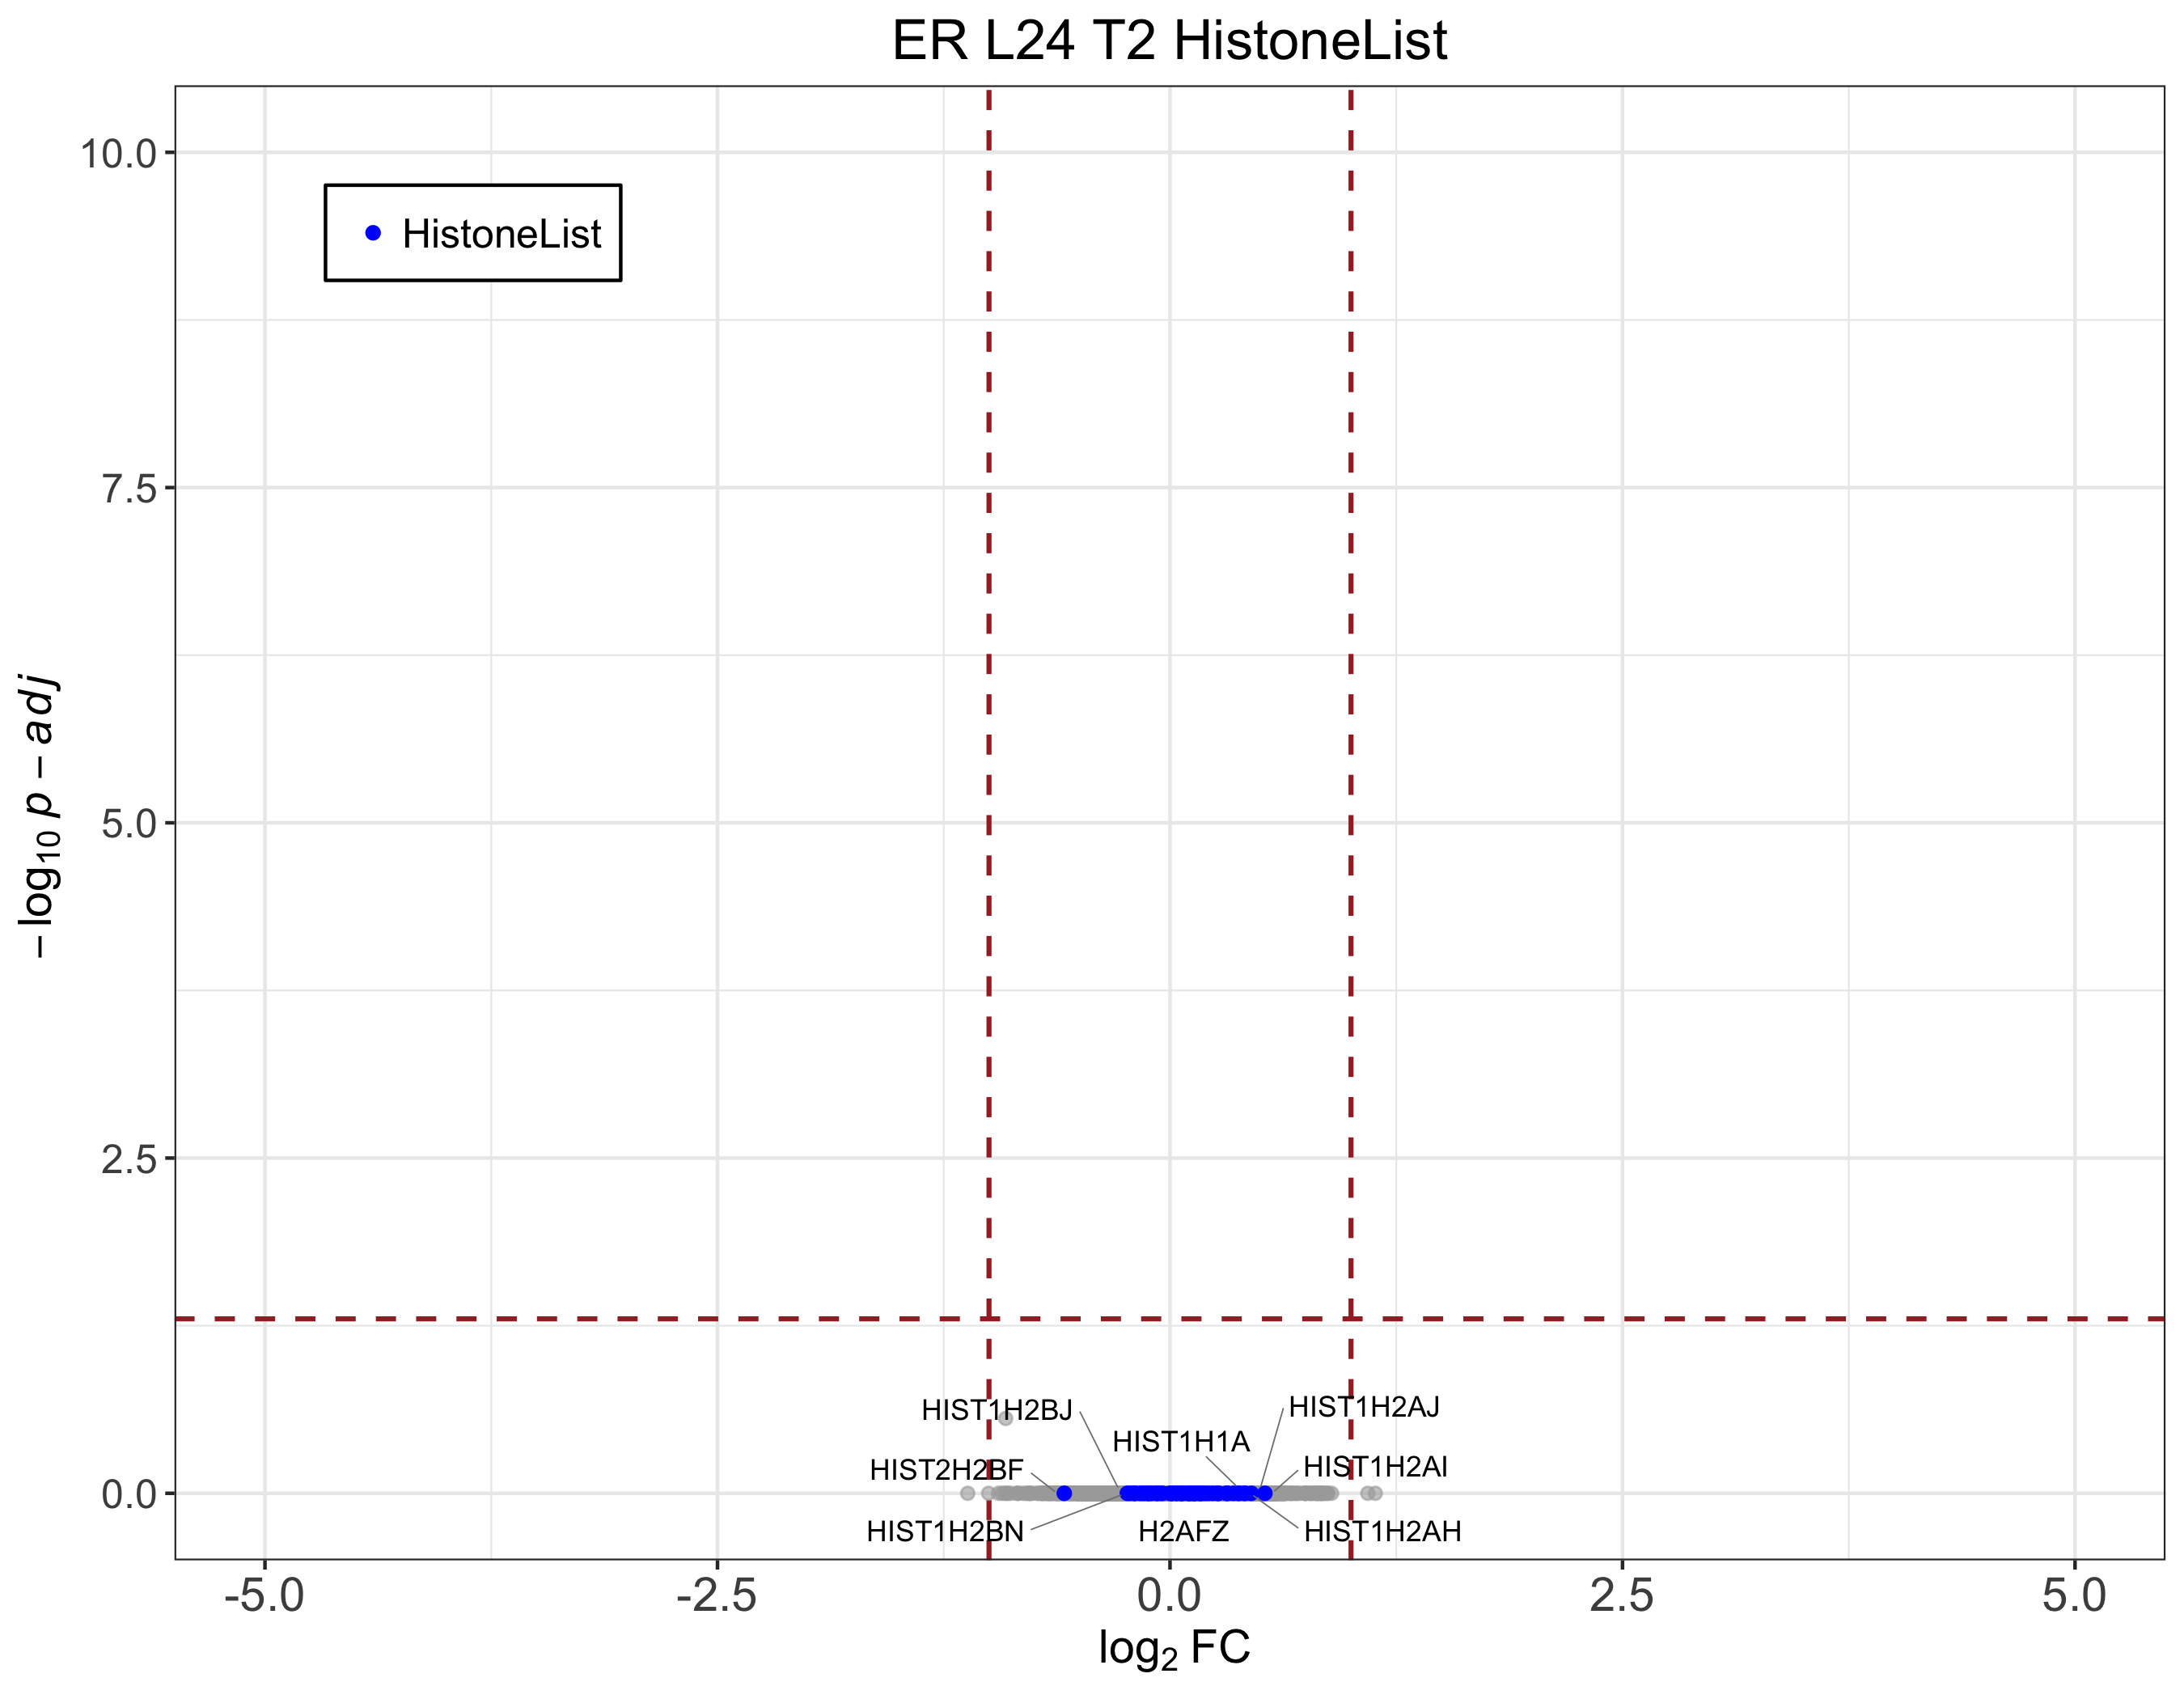 ER L24 T2 HistoneList
HistoneList
10.0
7.5
5.0
2.5
0.0
−log10 p − adj
HIST1H2BJ
HIST1H2AJ
HIST1H1A
HIST2H2BF
HIST1H2AI
HIST1H2BN
H2AFZ
HIST1H2AH
-5.0
-2.5
0.0
2.5
5.0
log2 FC